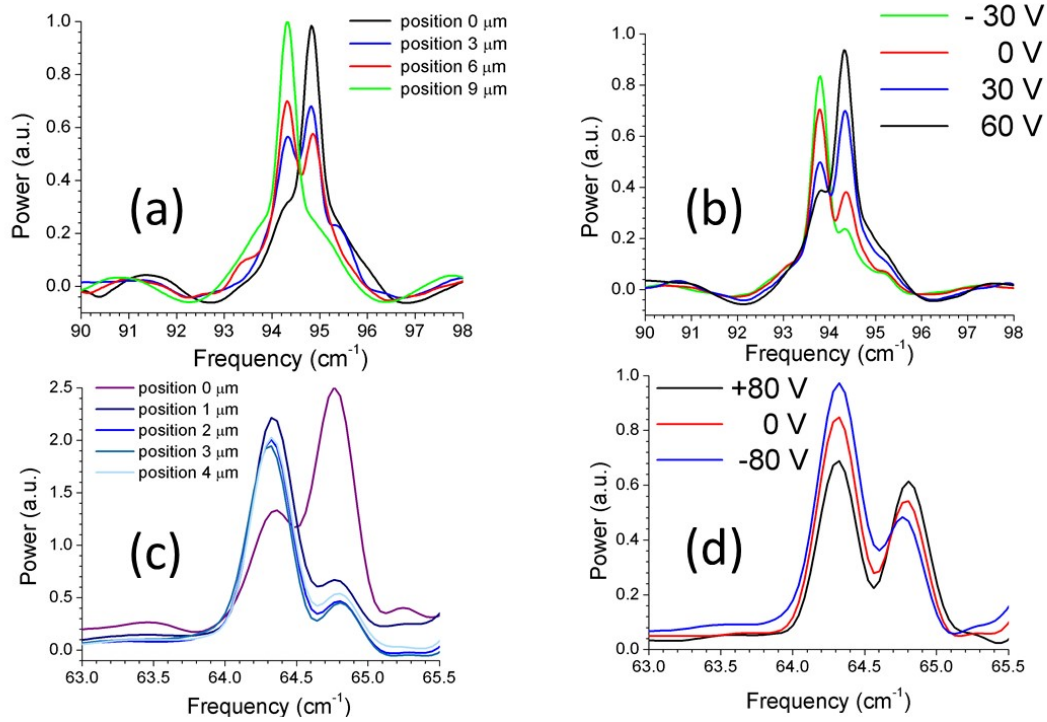 position 0 μm
position 3 μm
position 6 μm
position 9 μm
1.0
0.8
0.6
0.4
0.2
0.0
Power (a.u.)
(a)
90 91 92 93 94 95 96 97 98
Frequency (cm⁻¹)
- 30 V
0 V
30 V
60 V
1.0
0.8
0.6
0.4
0.2
0.0
Power (a.u.)
(b)
90 91 92 93 94 95 96 97 98
Frequency (cm⁻¹)
position 0 μm
position 1 μm
position 2 μm
position 3 μm
position 4 μm
2.5
2.0
1.5
1.0
0.5
0.0
Power (a.u.)
(c)
63.0 63.5 64.0 64.5 65.0 65.5
Frequency (cm⁻¹)
+80 V
0 V
-80 V
1.0
0.8
0.6
0.4
0.2
0.0
Power (a.u.)
(d)
63.0 63.5 64.0 64.5 65.0 65.5
Frequency (cm⁻¹)